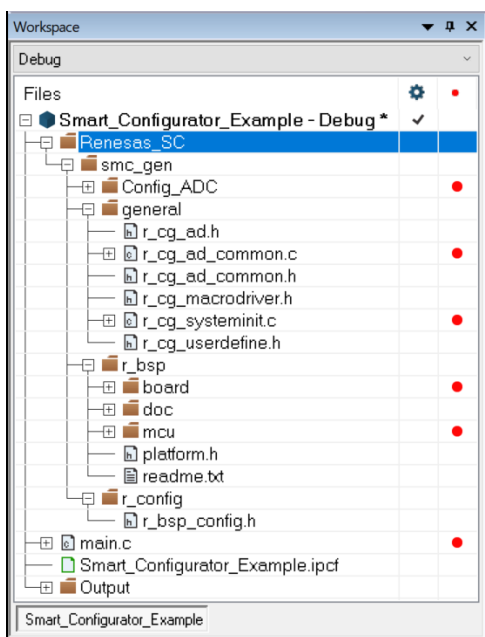 Workspace
Debug
Files
Smart_Configurator_Example - Debug *
Renesas_SC
smc_gen
Config_ADC
general
r_cg_ad.h
r_cg_ad_common.c
r_cg_ad_common.h
r_cg_macrodriver.h
r_cg_systeminit.c
r_cg_userdefine.h
r_bsp
board
doc
mcu
platform.h
readme.txt
r_config
r_bsp_config.h
main.c
Smart_Configurator_Example.ipcf
Output
Smart_Configurator_Example